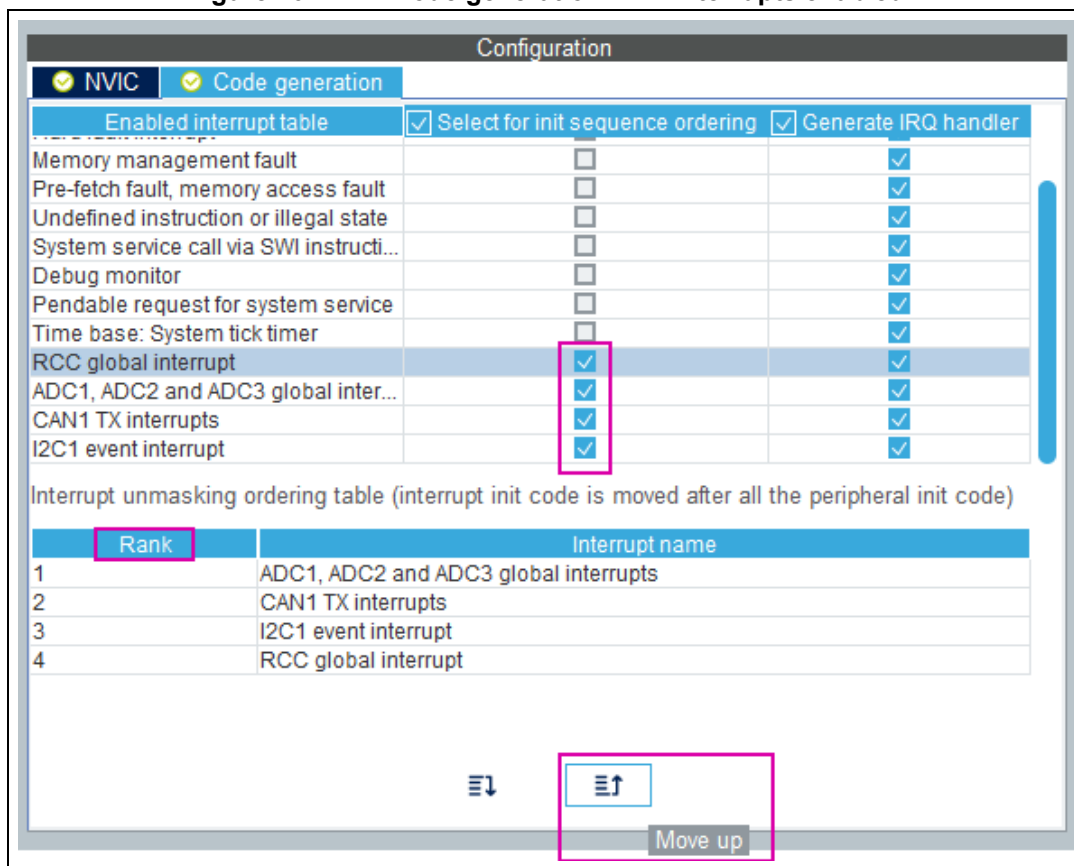 Configuration
NVIC Code generation
Enabled interrupt table Select for init sequence ordering Generate IRQ handler
Memory management fault
Pre-fetch fault, memory access fault
Undefined instruction or illegal state
System service call via SWI instructi...
Debug monitor
Pendable request for system service
Time base: System tick timer
RCC global interrupt
ADC1, ADC2 and ADC3 global inter...
CAN1 TX interrupts
I2C1 event interrupt
Interrupt unmasking ordering table (interrupt init code is moved after all the peripheral init code)
Rank Interrupt name
1 ADC1, ADC2 and ADC3 global interrupts
2 CAN1 TX interrupts
3 I2C1 event interrupt
4 RCC global interrupt
Move up